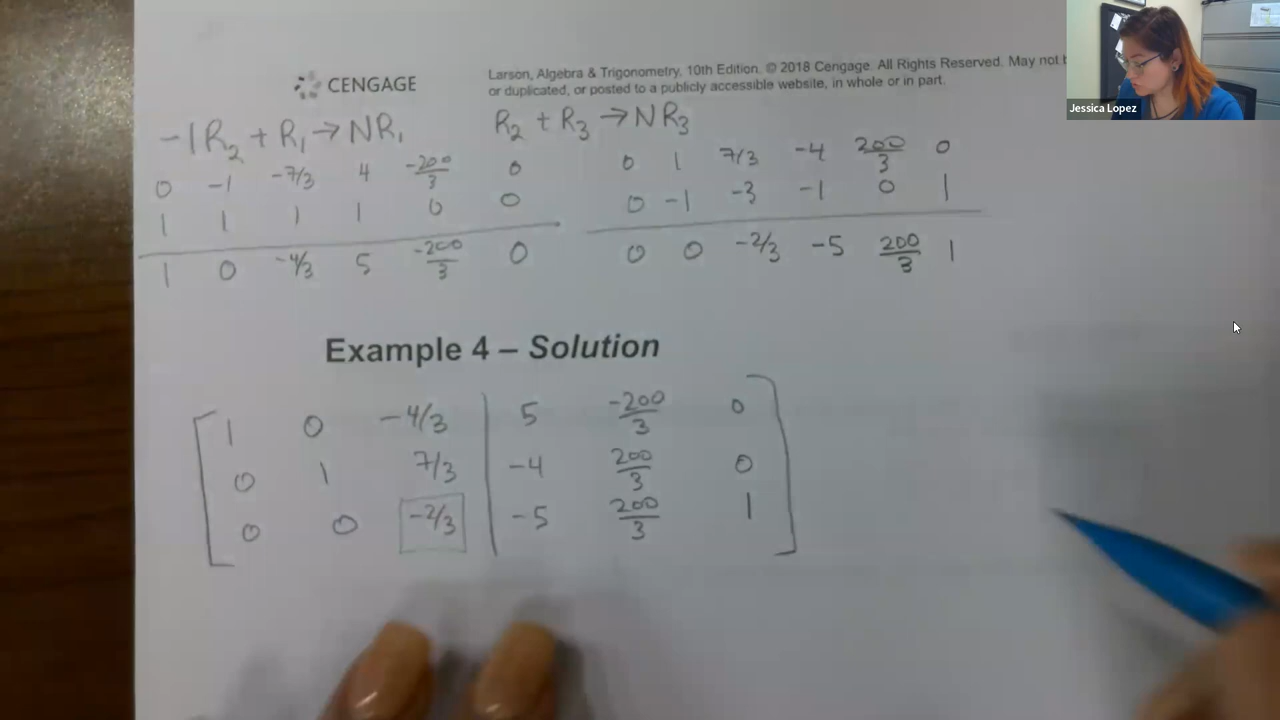 CENGAGE
Larson, Algebra & Trigonometry, 10th Edition. © 2018 Cengage. All Rights Reserved. May not
or duplicated, or posted to a publicly accessible website, in whole or in part.
Jessica Lopez
-1R₂ + R₁ → NR₁
0 -1 -7/3 4 -200/3 0
1 1 1 1 0 0
1 0 -4/3 5 -200/3 0
R₂ + R₃ → NR₃
0 1 7/3 -4 200/3 0
0 -1 -3 -1 0 1
0 0 -2/3 -5 200/3 1
Example 4 – Solution
1 0 -4/3 | 5 -200/3 0
0 1 7/3 | -4 200/3 0
0 0 -2/3 | -5 200/3 1